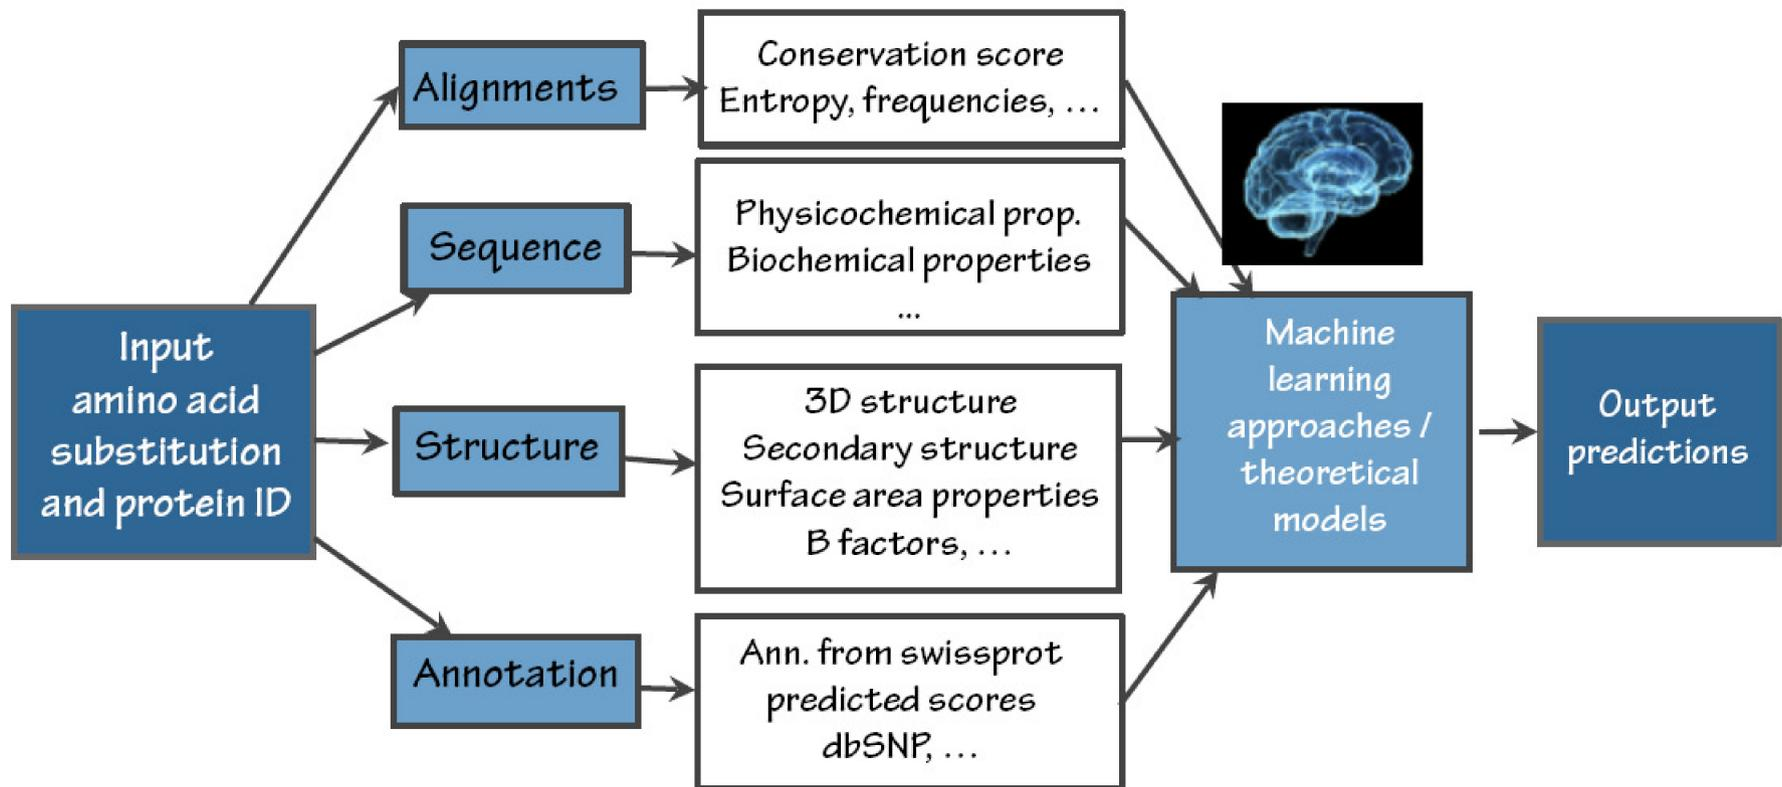 Alignments
Conservation score
Entropy, frequencies, ...
Sequence
Physicochemical prop.
Biochemical properties
...
Input
amino acid
substitution
and protein ID
Structure
3D structure
Secondary structure
Surface area properties
B factors, ...
Annotation
Ann. from swissprot
predicted scores
dbSNP, ...
Machine
learning
approaches /
theoretical
models
Output
predictions